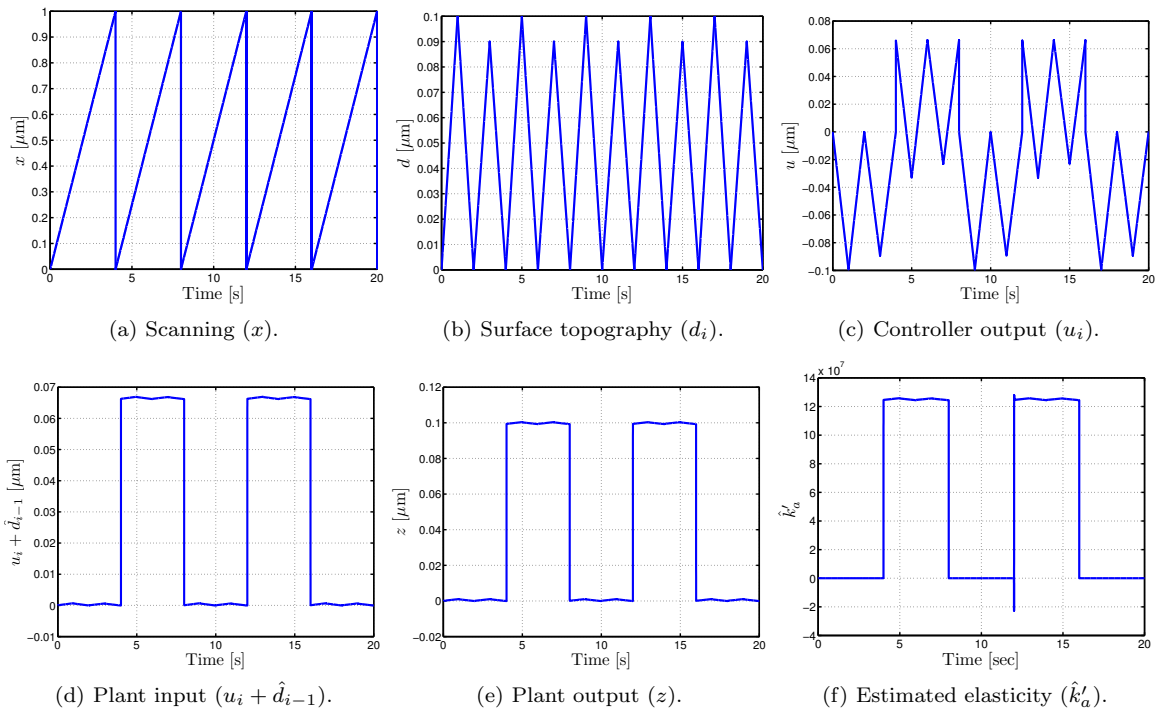 1
0.9
0.8
0.7
0.6
0.5
0.4
0.3
0.2
0.1
0
x [μm]
0 5 10 15 20
Time [s]
(a) Scanning (x).
0.1
0.09
0.08
0.07
0.06
0.05
0.04
0.03
0.02
0.01
0
d [μm]
0 5 10 15 20
Time [s]
(b) Surface topography (d_i).
0.08
0.06
0.04
0.02
0
−0.02
−0.04
−0.06
−0.08
−0.1
u [μm]
0 5 10 15 20
Time [s]
(c) Controller output (u_i).
0.07
0.06
0.05
0.04
0.03
0.02
0.01
0
−0.01
u_i + d̂_{i−1} [μm]
0 5 10 15 20
Time [s]
(d) Plant input (u_i + d̂_{i−1}).
0.12
0.1
0.08
0.06
0.04
0.02
0
−0.02
z [μm]
0 5 10 15 20
Time [s]
(e) Plant output (z).
x 10^7
14
12
10
8
6
4
2
0
−2
−4
k̂′_a
0 5 10 15 20
Time [sec]
(f) Estimated elasticity (k̂′_a).